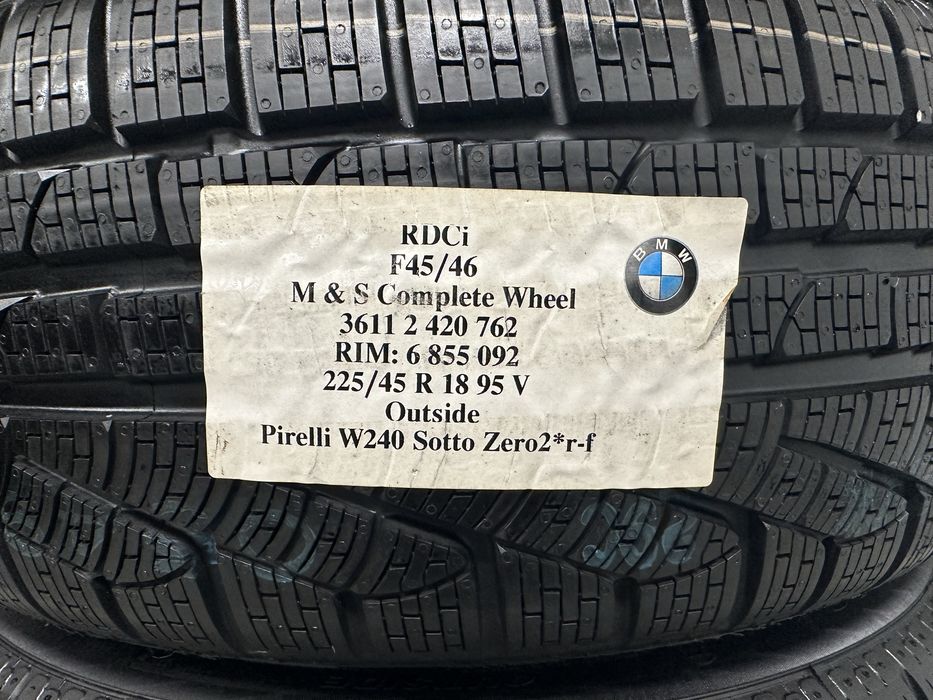 RDCi
F45/46
M & S Complete Wheel
3611 2 420 762
RIM: 6 855 092
225/45 R 18 95 V
Outside
Pirelli W240 Sotto Zero2*r-f
BMW